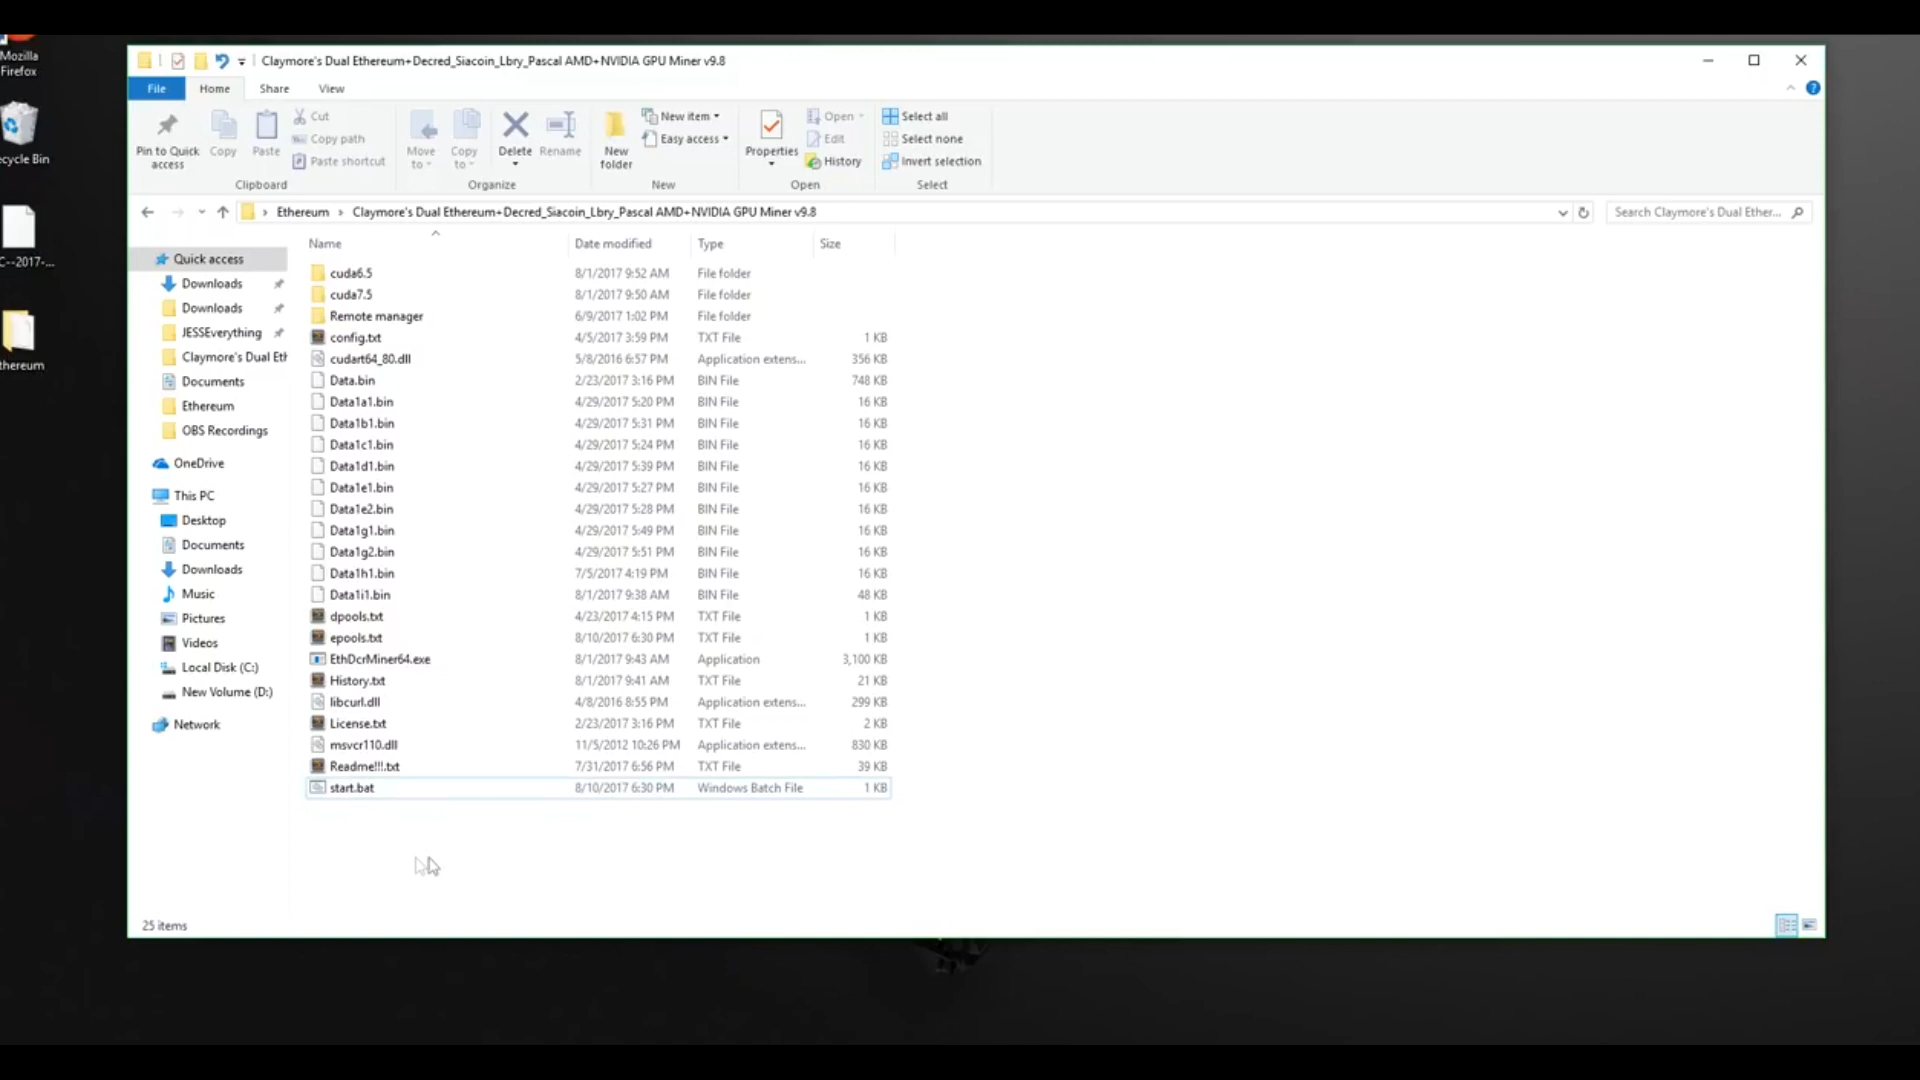 Mozilla
Firefox
ecycle Bin
C--2017-...
thereum
Claymore's Dual Ethereum+Decred_Siacoin_Lbry_Pascal AMD+NVIDIA GPU Miner v9.8
File Home Share View
Pin to Quick access
Copy
Paste
Cut
Copy path
Paste shortcut
Clipboard
Move to
Copy to
Delete
Rename
Organize
New folder
New item
Easy access
New
Properties
Open
Edit
History
Open
Select all
Select none
Invert selection
Select
Ethereum > Claymore's Dual Ethereum+Decred_Siacoin_Lbry_Pascal AMD+NVIDIA GPU Miner v9.8
Search Claymore's Dual Ether...
Quick access
Downloads
Downloads
JESSEverything
Claymore's Dual Eth
Documents
Ethereum
OBS Recordings
OneDrive
This PC
Desktop
Documents
Downloads
Music
Pictures
Videos
Local Disk (C:)
New Volume (D:)
Network
Name Date modified Type Size
cuda6.5 8/1/2017 9:52 AM File folder
cuda7.5 8/1/2017 9:50 AM File folder
Remote manager 6/9/2017 1:02 PM File folder
config.txt 4/5/2017 3:59 PM TXT File 1 KB
cudart64_80.dll 5/8/2016 6:57 PM Application extens... 356 KB
Data.bin 2/23/2017 3:16 PM BIN File 748 KB
Data1a1.bin 4/29/2017 5:20 PM BIN File 16 KB
Data1b1.bin 4/29/2017 5:31 PM BIN File 16 KB
Data1c1.bin 4/29/2017 5:24 PM BIN File 16 KB
Data1d1.bin 4/29/2017 5:39 PM BIN File 16 KB
Data1e1.bin 4/29/2017 5:27 PM BIN File 16 KB
Data1e2.bin 4/29/2017 5:28 PM BIN File 16 KB
Data1g1.bin 4/29/2017 5:49 PM BIN File 16 KB
Data1g2.bin 4/29/2017 5:51 PM BIN File 16 KB
Data1h1.bin 7/5/2017 4:19 PM BIN File 16 KB
Data1i1.bin 8/1/2017 9:38 AM BIN File 48 KB
dpools.txt 4/23/2017 4:15 PM TXT File 1 KB
epools.txt 8/10/2017 6:30 PM TXT File 1 KB
EthDcrMiner64.exe 8/1/2017 9:43 AM Application 3,100 KB
History.txt 8/1/2017 9:41 AM TXT File 21 KB
libcurl.dll 4/8/2016 8:55 PM Application extens... 299 KB
License.txt 2/23/2017 3:16 PM TXT File 2 KB
msvcr110.dll 11/5/2012 10:26 PM Application extens... 830 KB
Readme!!!.txt 7/31/2017 6:56 PM TXT File 39 KB
start.bat 8/10/2017 6:30 PM Windows Batch File 1 KB
25 items